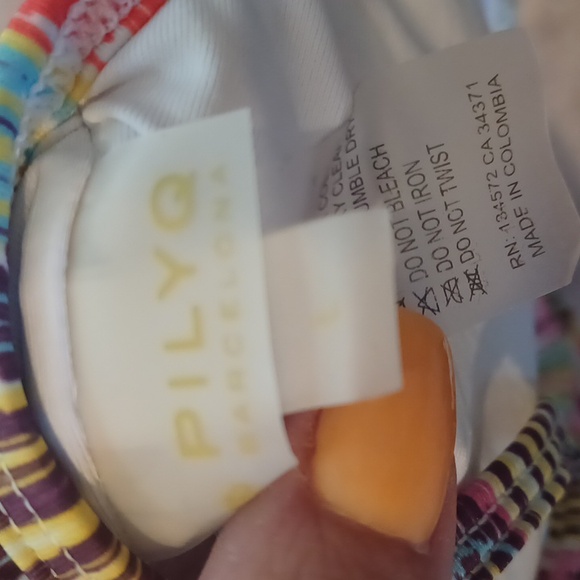 PILYQ
BARCELONA
L
DO NOT BLEACH
DO NOT IRON
DO NOT TWIST
RN: 134572 CA 34371
MADE IN COLOMBIA